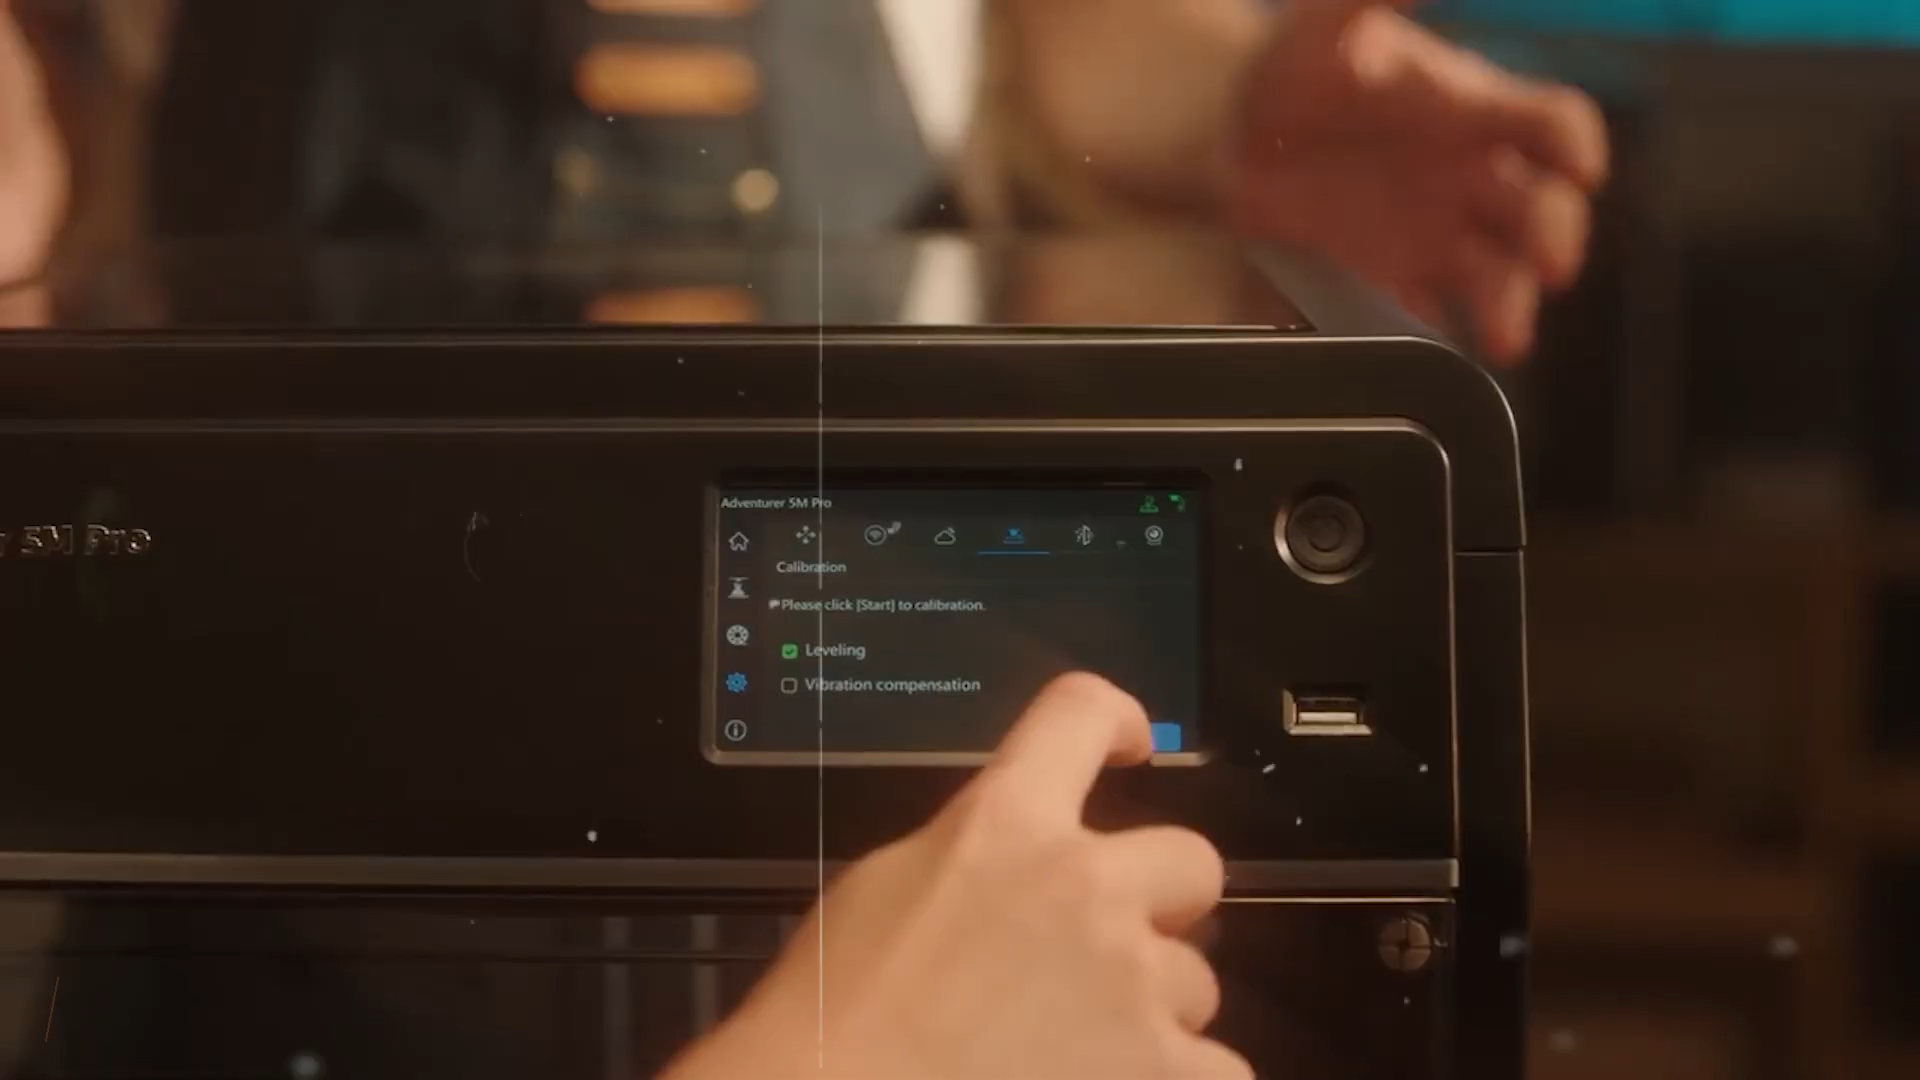 Adventurer 5M Pro
Calibration
Please click [Start] to calibration.
Leveling
Vibration compensation
5M Pro